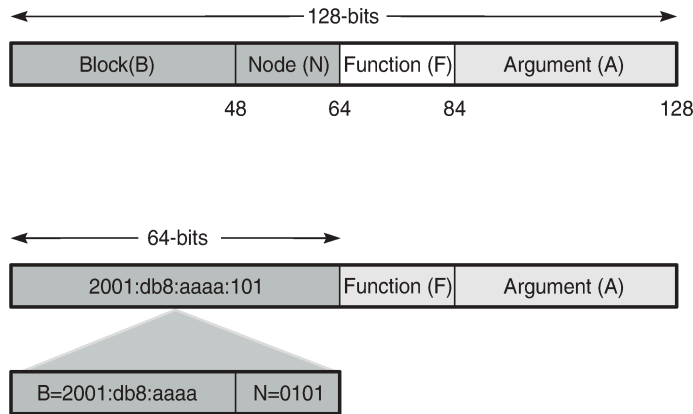 128-bits
Block(B) Node (N) Function (F) Argument (A)
48 64 84 128
64-bits
2001:db8:aaaa:101 Function (F) Argument (A)
B=2001:db8:aaaa N=0101